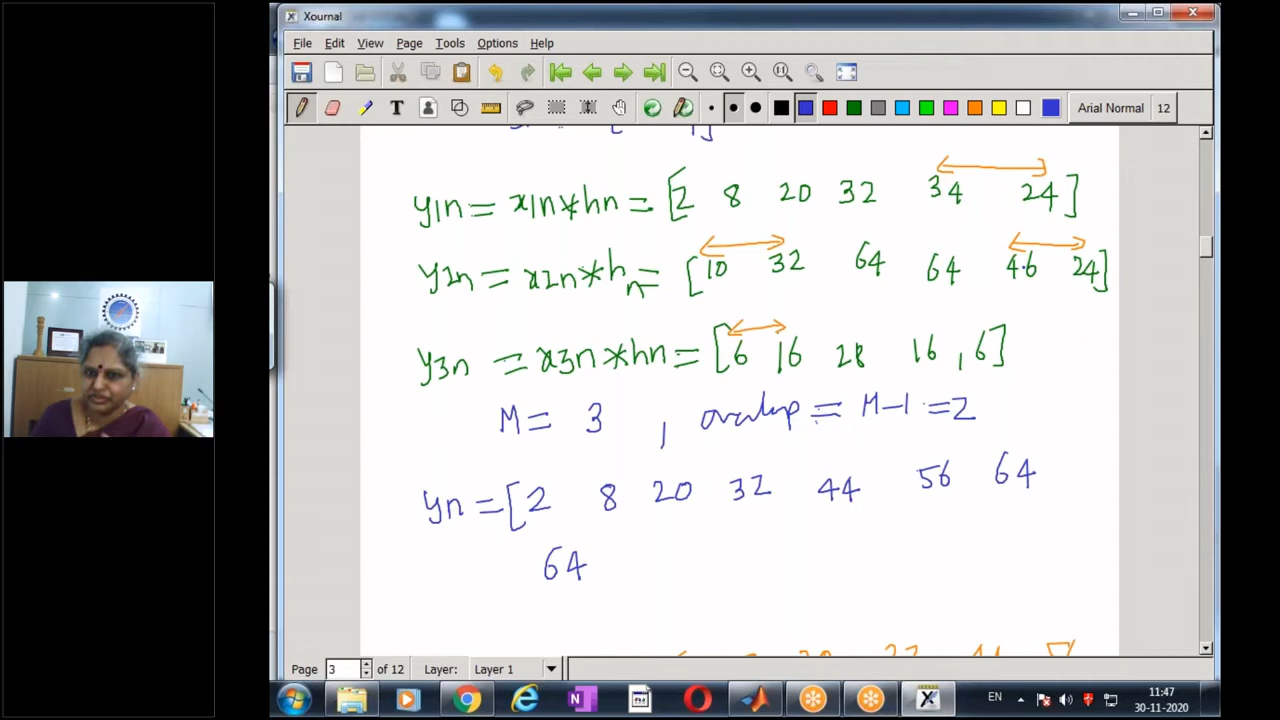 Xournal
File Edit View Page Tools Options Help
Arial Normal 12
y1n = x1n*hn = [2 8 20 32 34 24]
y2n = x2n*hn = [10 32 64 64 46 24]
y3n = x3n*hn = [6 16 28 16, 6]
M = 3, overlap = M-1 = 2
yn = [2 8 20 32 44 56 64
64
Page 3 of 12 Layer: Layer 1
EN 11:47
30-11-2020